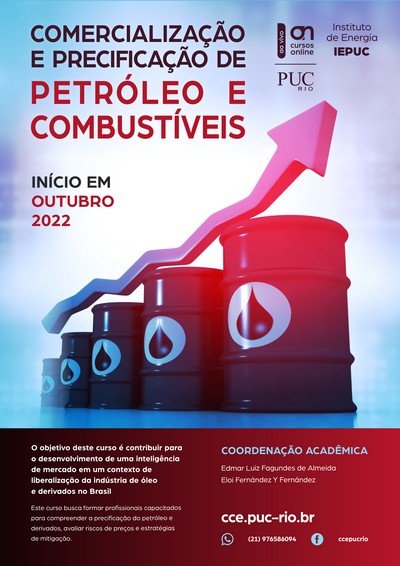 COMERCIALIZAÇÃO
E PRECIFICAÇÃO DE
PETRÓLEO E
COMBUSTÍVEIS
ao vivo
on
cursos
online
PUC
RIO
Instituto
de Energia
IEPUC
INÍCIO EM
OUTUBRO
2022
O objetivo deste curso é contribuir para
o desenvolvimento de uma inteligência
de mercado em um contexto de
liberalização da indústria de óleo
e derivados no Brasil
Este curso busca formar profissionais capacitados
para compreender a precificação do petróleo e
derivados, avaliar riscos de preços e estratégias
de mitigação.
COORDENAÇÃO ACADÊMICA
Edmar Luiz Fagundes de Almeida
Eloi Fernández Y Fernández
cce.puc-rio.br
(21) 976586094
ccepucrio